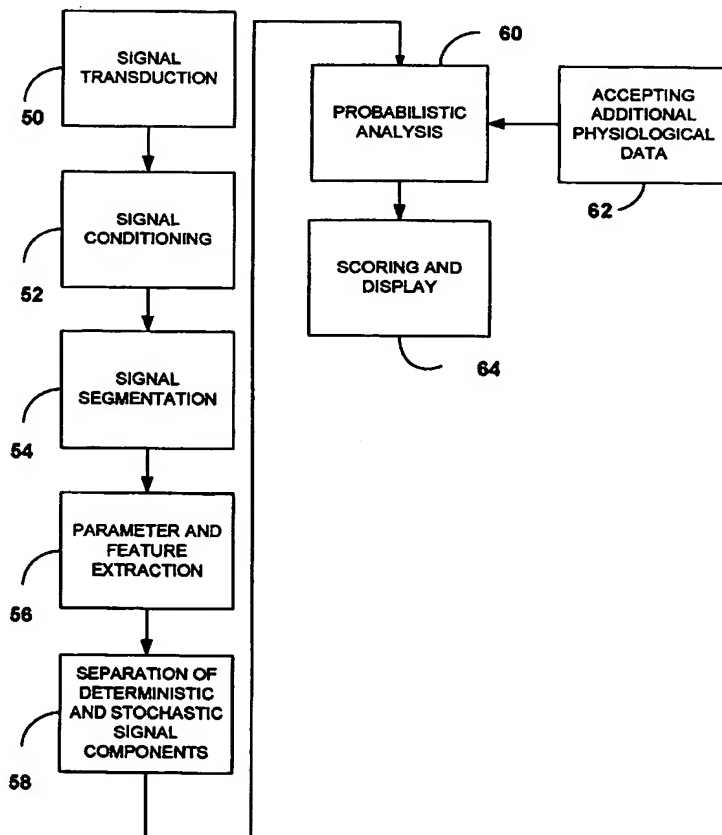 SIGNAL
TRANSDUCTION
50
SIGNAL
CONDITIONING
52
SIGNAL
SEGMENTATION
54
PARAMETER AND
FEATURE
EXTRACTION
56
SEPARATION OF
DETERMINISTIC
AND STOCHASTIC
SIGNAL
COMPONENTS
58
60
PROBABILISTIC
ANALYSIS
ACCEPTING
ADDITIONAL
PHYSIOLOGICAL
DATA
62
SCORING AND
DISPLAY
64